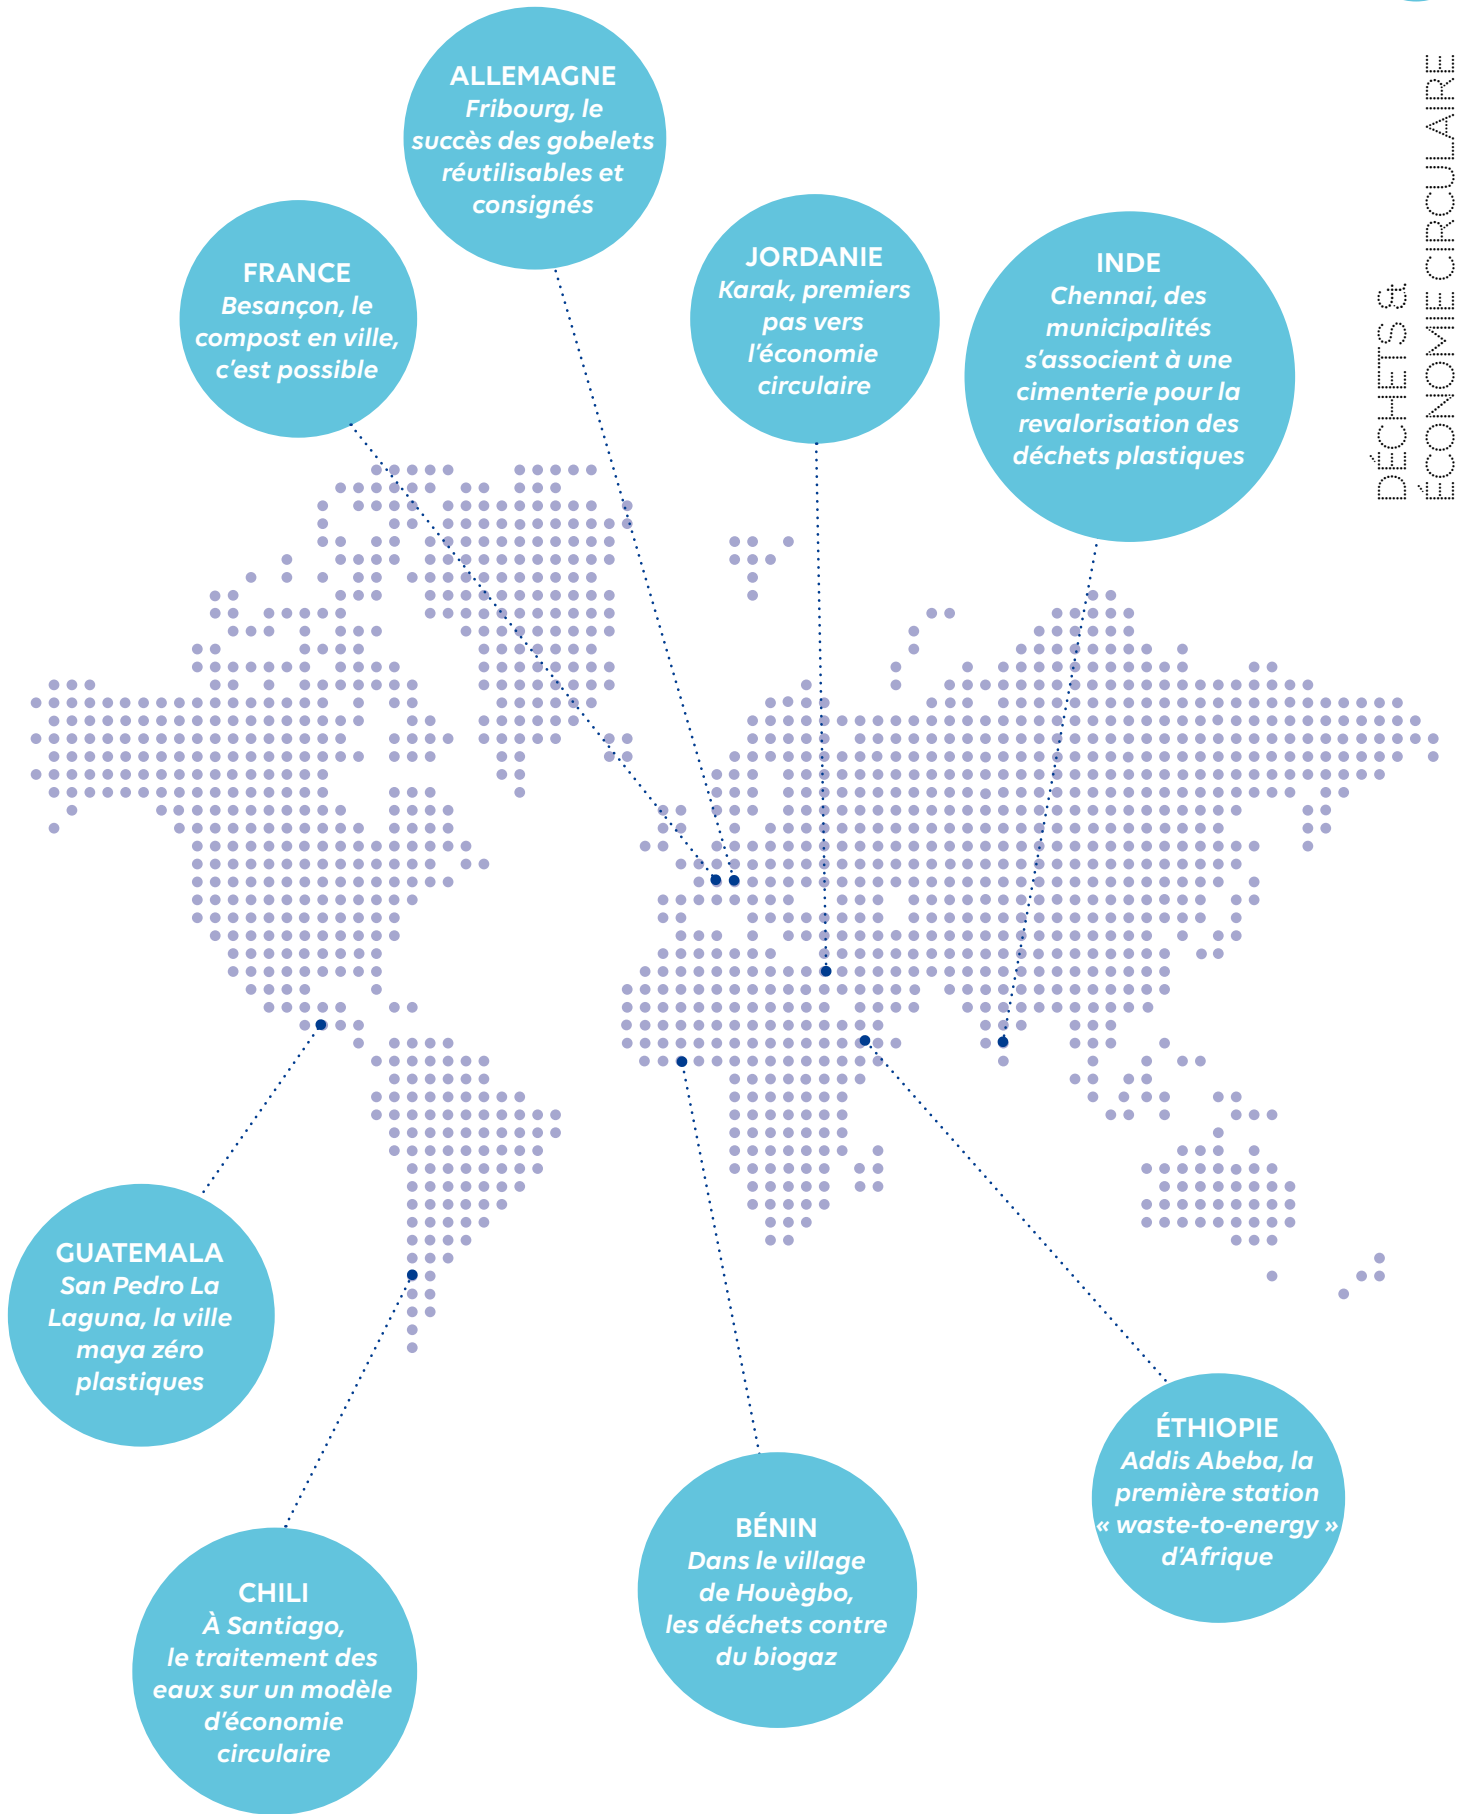 DÉCHETS &
ÉCONOMIE CIRCULAIRE
ALLEMAGNE
Fribourg, le
succès des gobelets
réutilisables et
consignés
FRANCE
Besançon, le
compost en ville,
c'est possible
JORDANIE
Karak, premiers
pas vers
l'économie
circulaire
INDE
Chennai, des
municipalités
s'associent à une
cimenterie pour la
revalorisation des
déchets plastiques
GUATEMALA
San Pedro La
Laguna, la ville
maya zéro
plastiques
CHILI
À Santiago,
le traitement des
eaux sur un modèle
d'économie
circulaire
BÉNIN
Dans le village
de Houègbo,
les déchets contre
du biogaz
ÉTHIOPIE
Addis Abeba, la
première station
« waste-to-energy »
d'Afrique